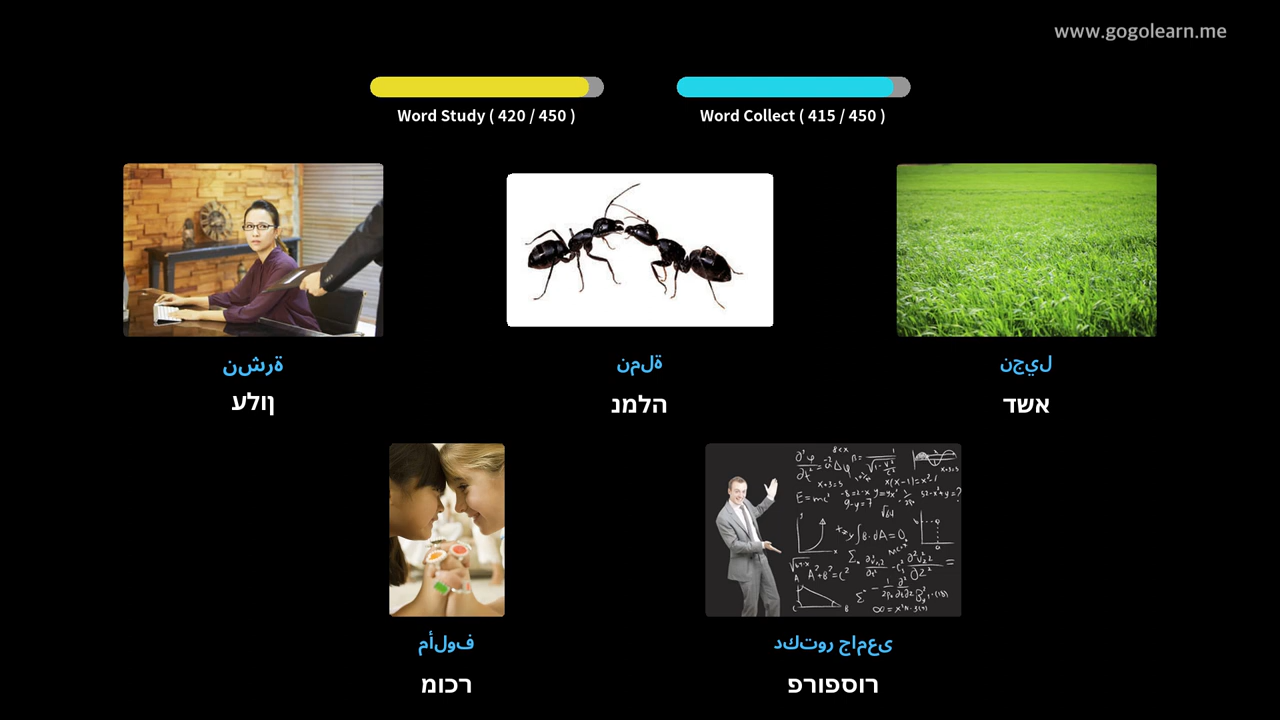 www.gogolearn.me
Word Study ( 420 / 450 )
Word Collect ( 415 / 450 )
ةرشن
ןולע
ةلمن
הלמנ
ليجن
אשד
فولأم
רכומ
ىعماج روتكد
רוספורפ